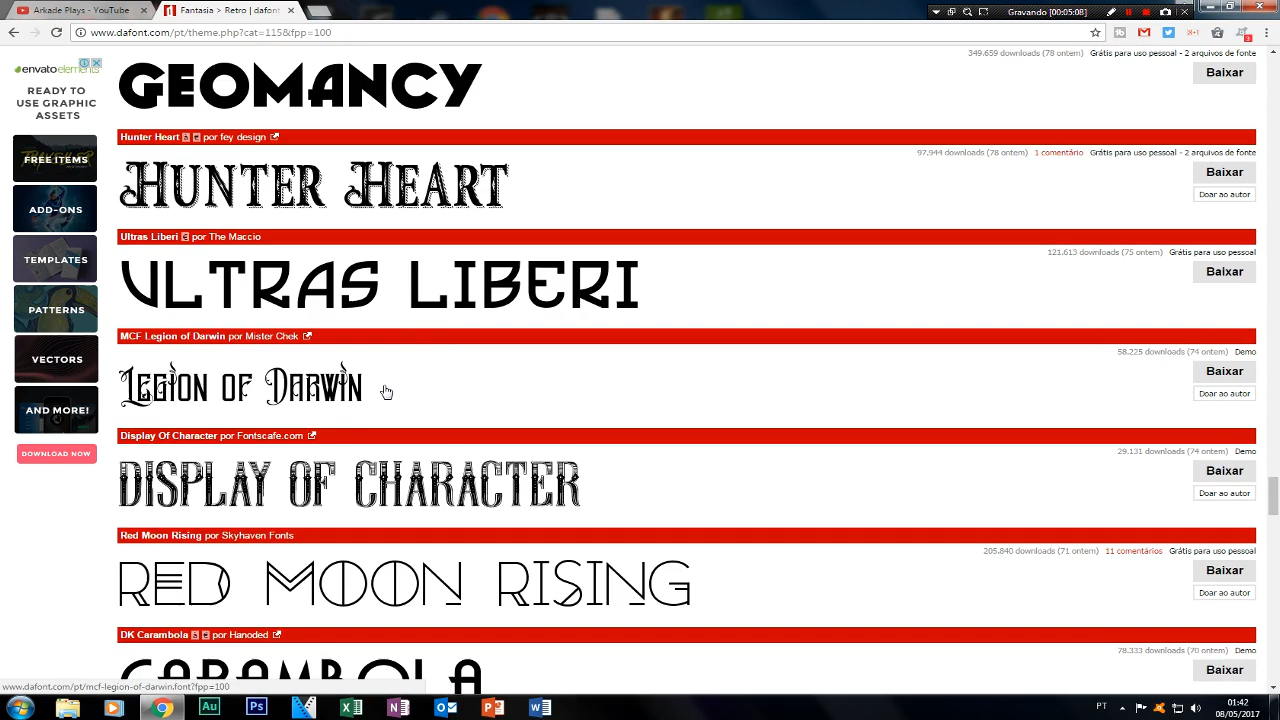 Arkade Plays - YouTube
Fantasia > Retro | dafont
Gravando [00:05:08]
www.dafont.com/pt/theme.php?cat=115&fpp=100
349.659 downloads (78 ontem) Grátis para uso pessoal - 2 arquivos de fonte
envato elements
GEOMANCY
Baixar
READY TO
USE GRAPHIC
ASSETS
Hunter Heart por fey design
97.944 downloads (78 ontem) 1 comentário Grátis para uso pessoal - 2 arquivos de fonte
FREE ITEMS
HUNTER HEART
Baixar
Doar ao autor
ADD-ONS
Ultras Liberi € por The Maccio
121.613 downloads (75 ontem) Grátis para uso pessoal
TEMPLATES
ULTRAS LIBERI
Baixar
PATTERNS
MCF Legion of Darwin por Mister Chek
58.225 downloads (74 ontem) Demo
VECTORS
LEGION OF DARWIN
Baixar
Doar ao autor
AND MORE!
Display Of Character por Fontscafe.com
29.131 downloads (74 ontem) Demo
DOWNLOAD NOW
DISPLAY OF CHARACTER
Baixar
Doar ao autor
Red Moon Rising por Skyhaven Fonts
205.840 downloads (71 ontem) 11 comentários Grátis para uso pessoal
RED MOON RISING
Baixar
Doar ao autor
DK Carambola por Hanoded
78.333 downloads (70 ontem) Demo
CARAMBOLA
Baixar
www.dafont.com/pt/mcf-legion-of-darwin.font?fpp=100
Au
Ps
PT
01:42
08/05/2017